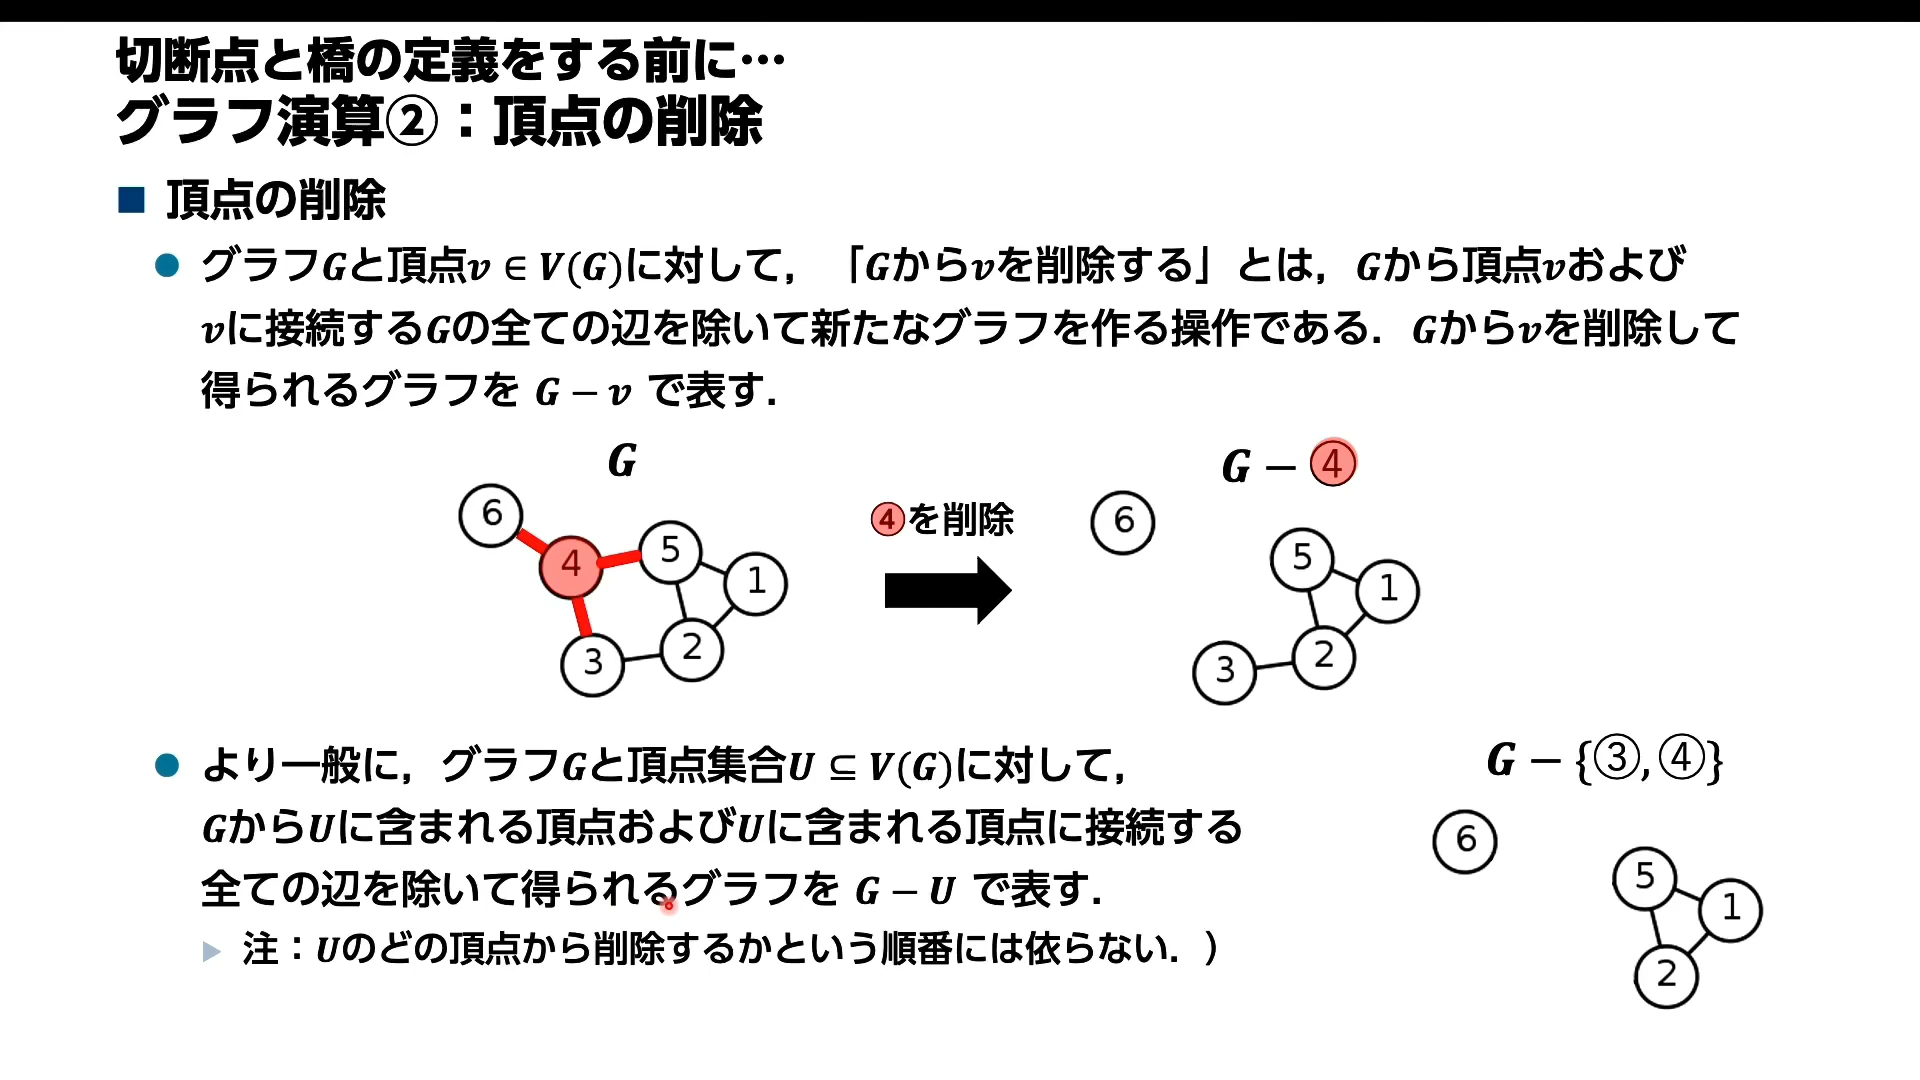 切断点と橋の定義をする前に…
グラフ演算②：頂点の削除
頂点の削除
グラフGと頂点v ∈ V(G)に対して，「Gからvを削除する」とは，Gから頂点vおよび
vに接続するGの全ての辺を除いて新たなグラフを作る操作である．Gからvを削除して
得られるグラフを G − v で表す．
G
6
4
5
1
3
2
④を削除
G − ④
6
5
1
3
2
より一般に，グラフGと頂点集合U ⊆ V(G)に対して，
GからUに含まれる頂点およびUに含まれる頂点に接続する
全ての辺を除いて得られるグラフを G − U で表す．
注：Uのどの頂点から削除するかという順番には依らない．）
G − {③, ④}
6
5
1
2